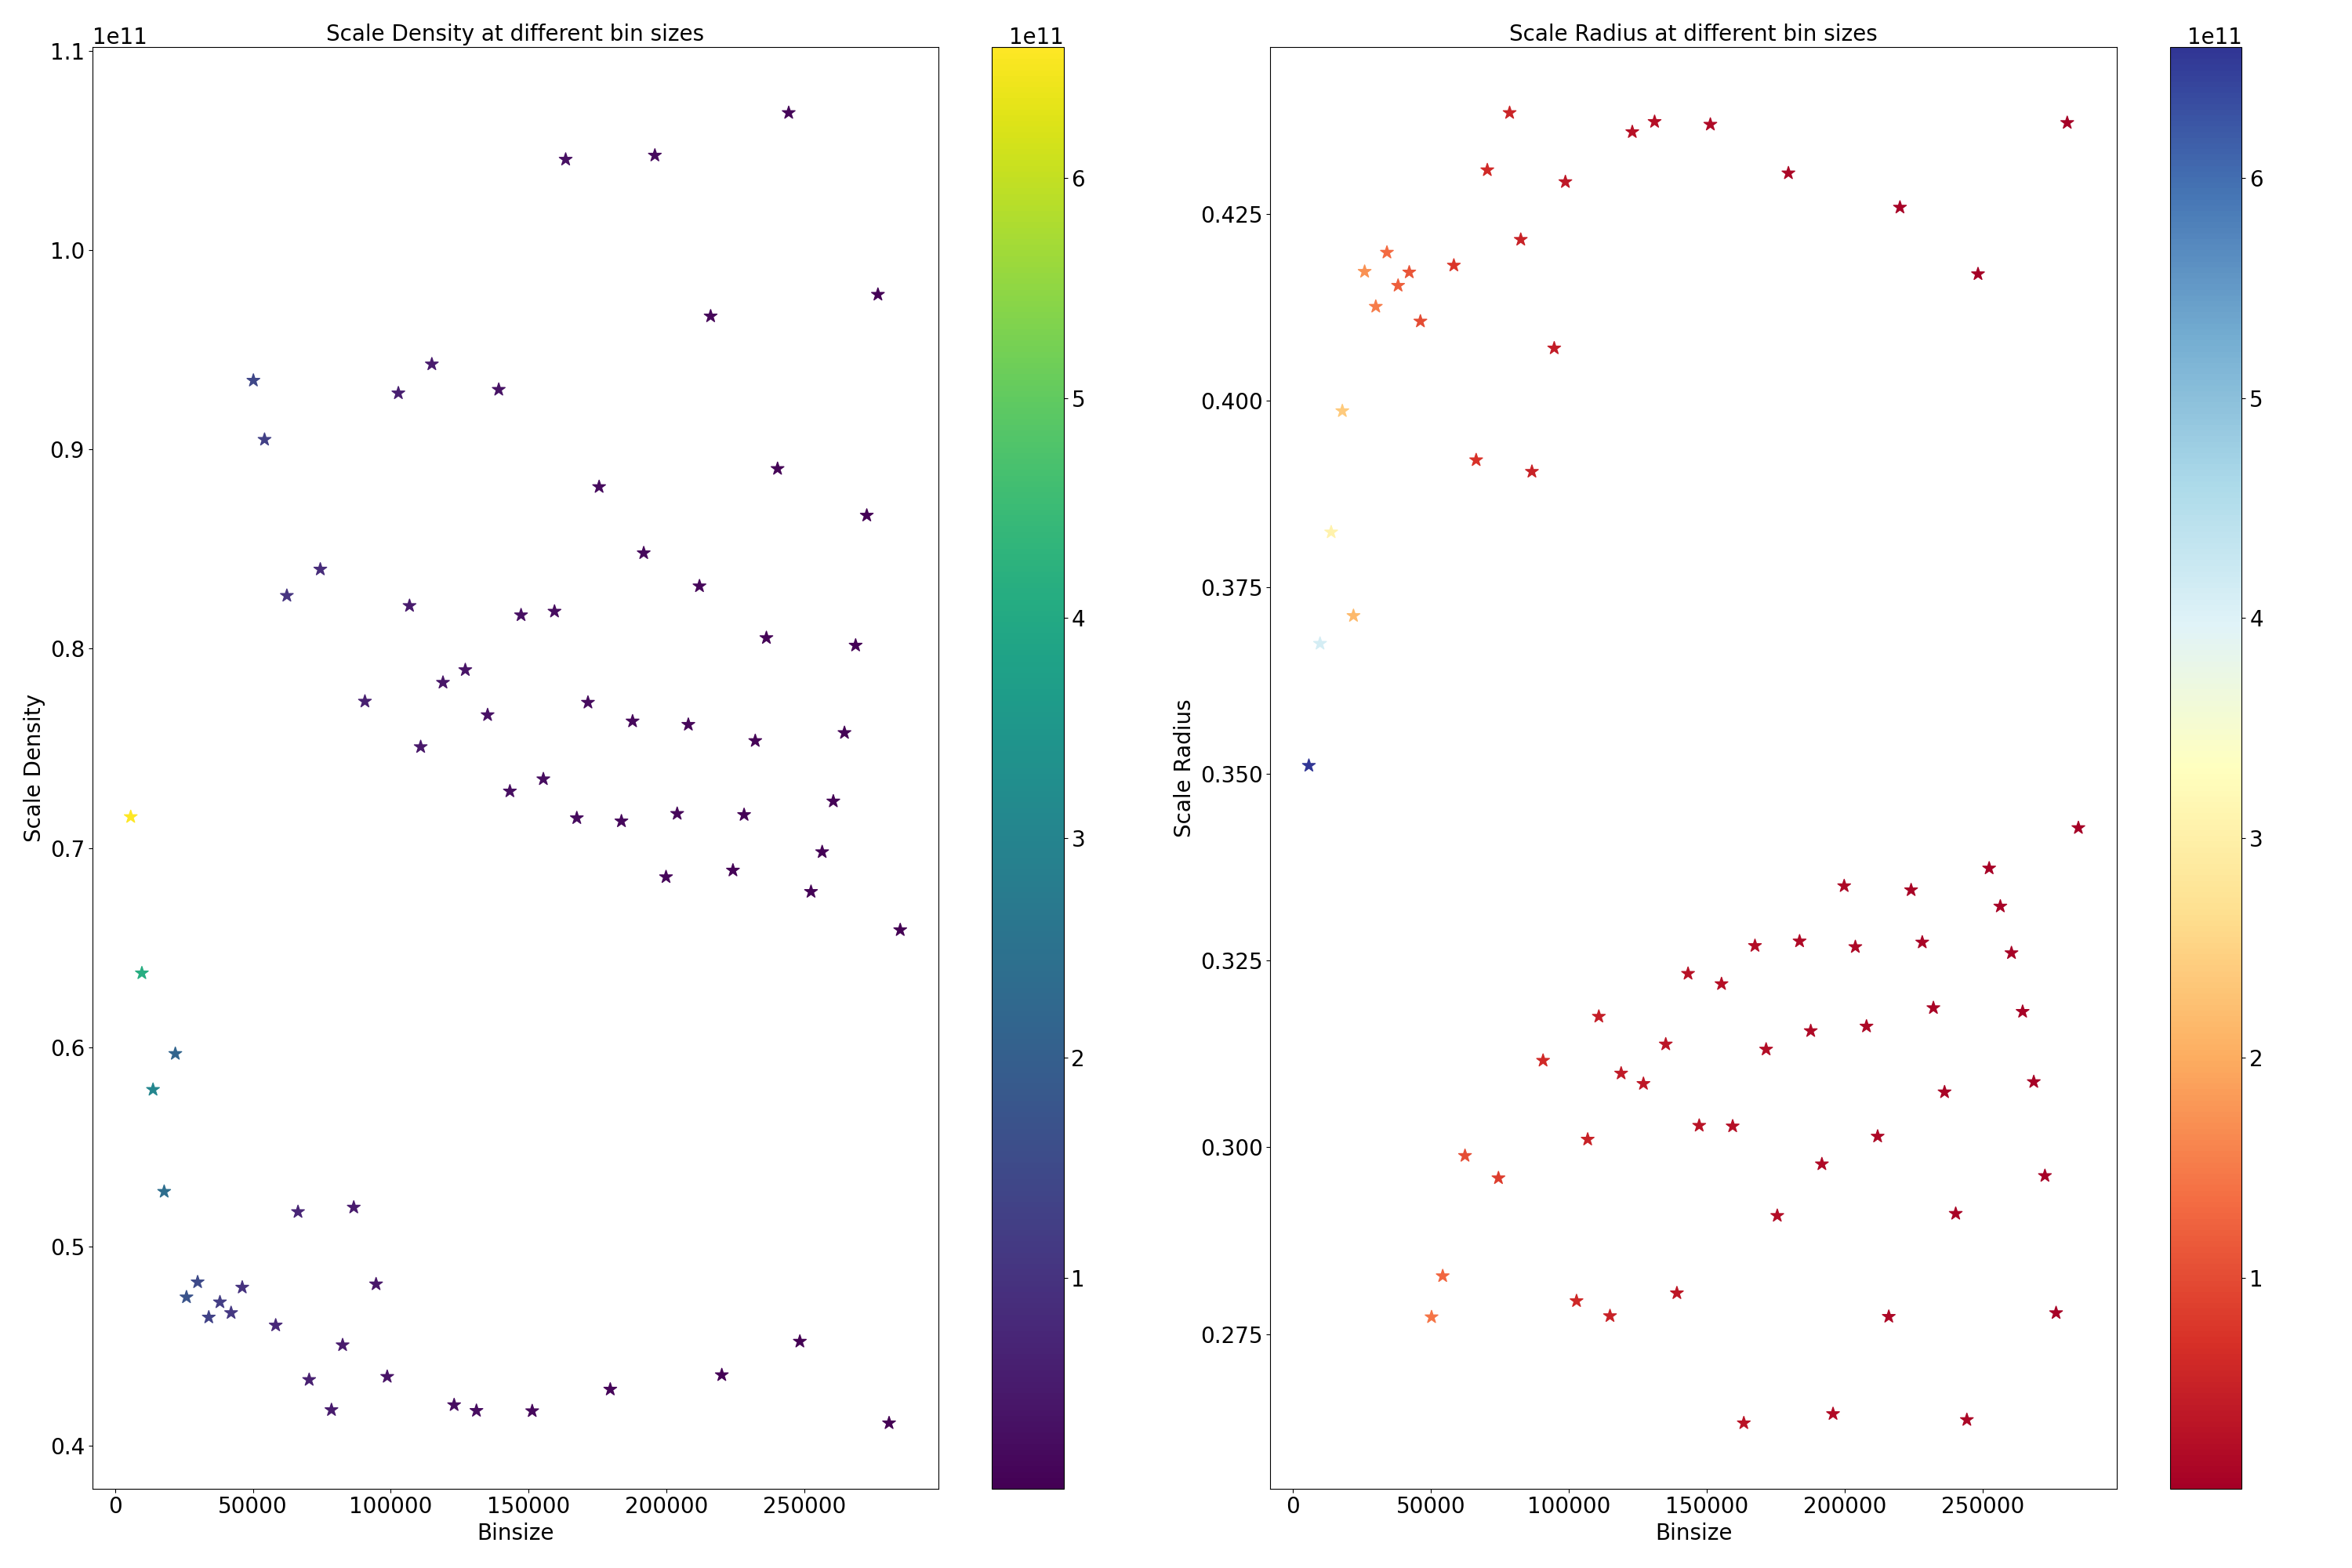 Scale Density at different bin sizes
1e11
1.1
1.0
0.9
0.8
0.7
0.6
0.5
0.4
Scale Density
0 50000 100000 150000 200000 250000
Binsize
1e11
6
5
4
3
2
1
Scale Radius at different bin sizes
0.425
0.400
0.375
0.350
0.325
0.300
0.275
Scale Radius
0 50000 100000 150000 200000 250000
Binsize
1e11
6
5
4
3
2
1